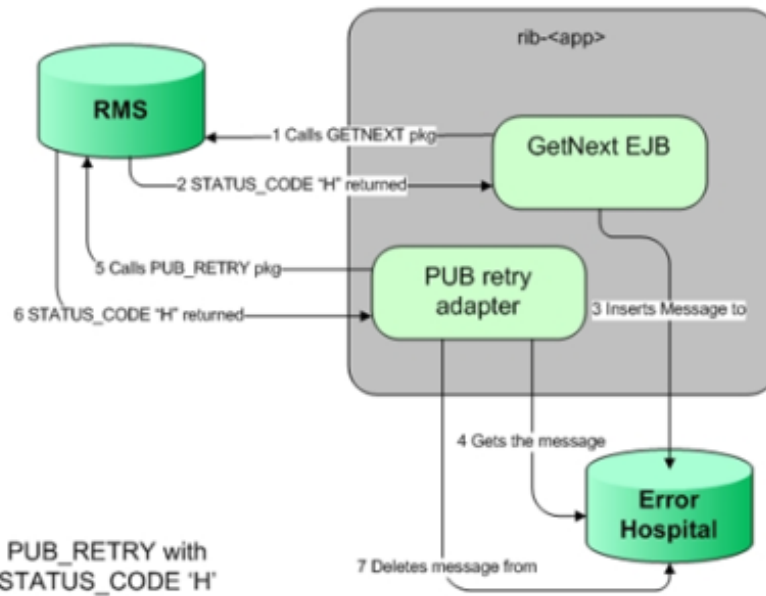 rib-<app>
RMS
1 Calls GETNEXT pkg
GetNext EJB
2 STATUS_CODE "H" returned
5 Calls PUB_RETRY pkg
PUB retry
adapter
6 STATUS_CODE "H" returned
3 Inserts Message to
4 Gets the message
Error
Hospital
PUB_RETRY with
STATUS_CODE 'H'
7 Deletes message from